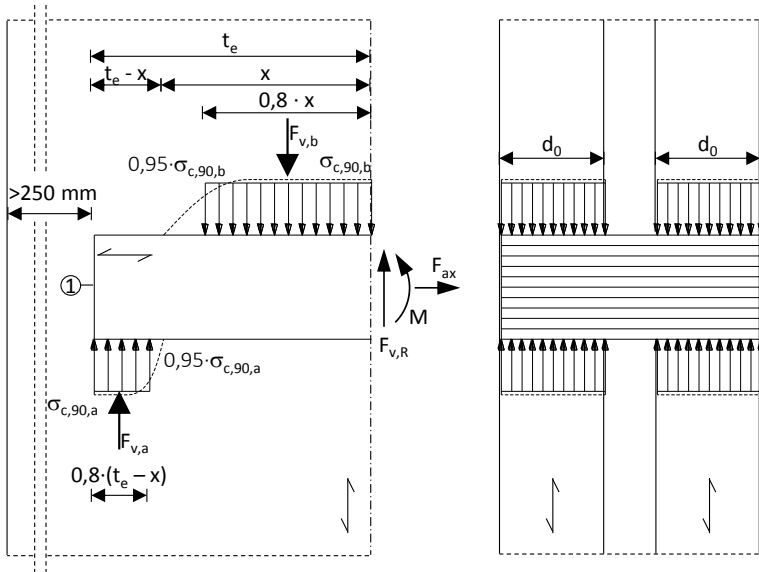 t_e
t_e - x
x
0,8 · x
F_v,b
0,95·σ_c,90,b
σ_c,90,b
>250 mm
1
F_ax
M
F_v,R
0,95·σ_c,90,a
σ_c,90,a
F_v,a
0,8·(t_e – x)
d_0
d_0